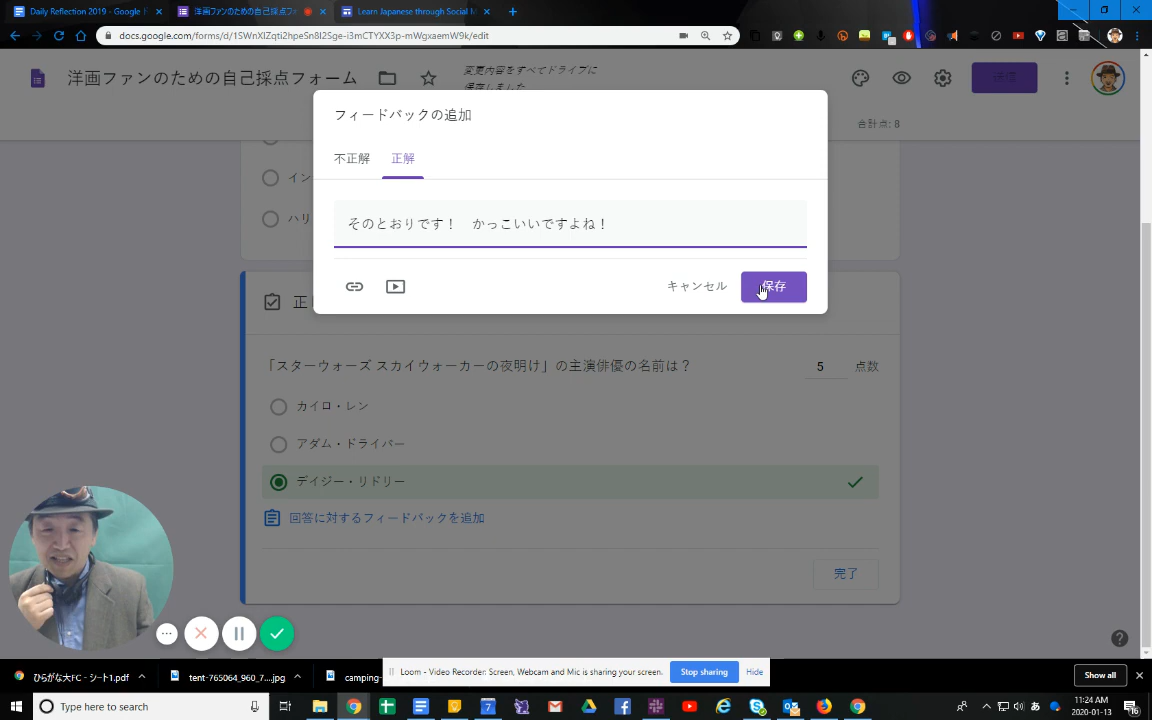 Daily Reflection 2019 - Google F
洋画ファンのための自己採点フ
Learn Japanese through Social M
docs.google.com/forms/d/1SWnXIZqti2hpeSn8I2Sge-i3mCTYXX3p-mWgxaemW9k/edit
洋画ファンのための自己採点フォーム
変更内容をすべてドライブに
保存しました
送信
合計点: 8
フィードバックの追加
不正解
正解
イン
そのとおりです！　かっこいいですよね！
ハリ
キャンセル
保存
正
「スターウォーズ スカイウォーカーの夜明け」の主演俳優の名前は？
5
点数
カイロ・レン
アダム・ドライバー
デイジー・リドリー
回答に対するフィードバックを追加
完了
ひらがな大FC - シート1.pdf
tent-765064_960_7....jpg
camping-
Loom - Video Recorder: Screen, Webcam and Mic is sharing your screen.
Stop sharing
Hide
Show all
Type here to search
11:24 AM
2020-01-13